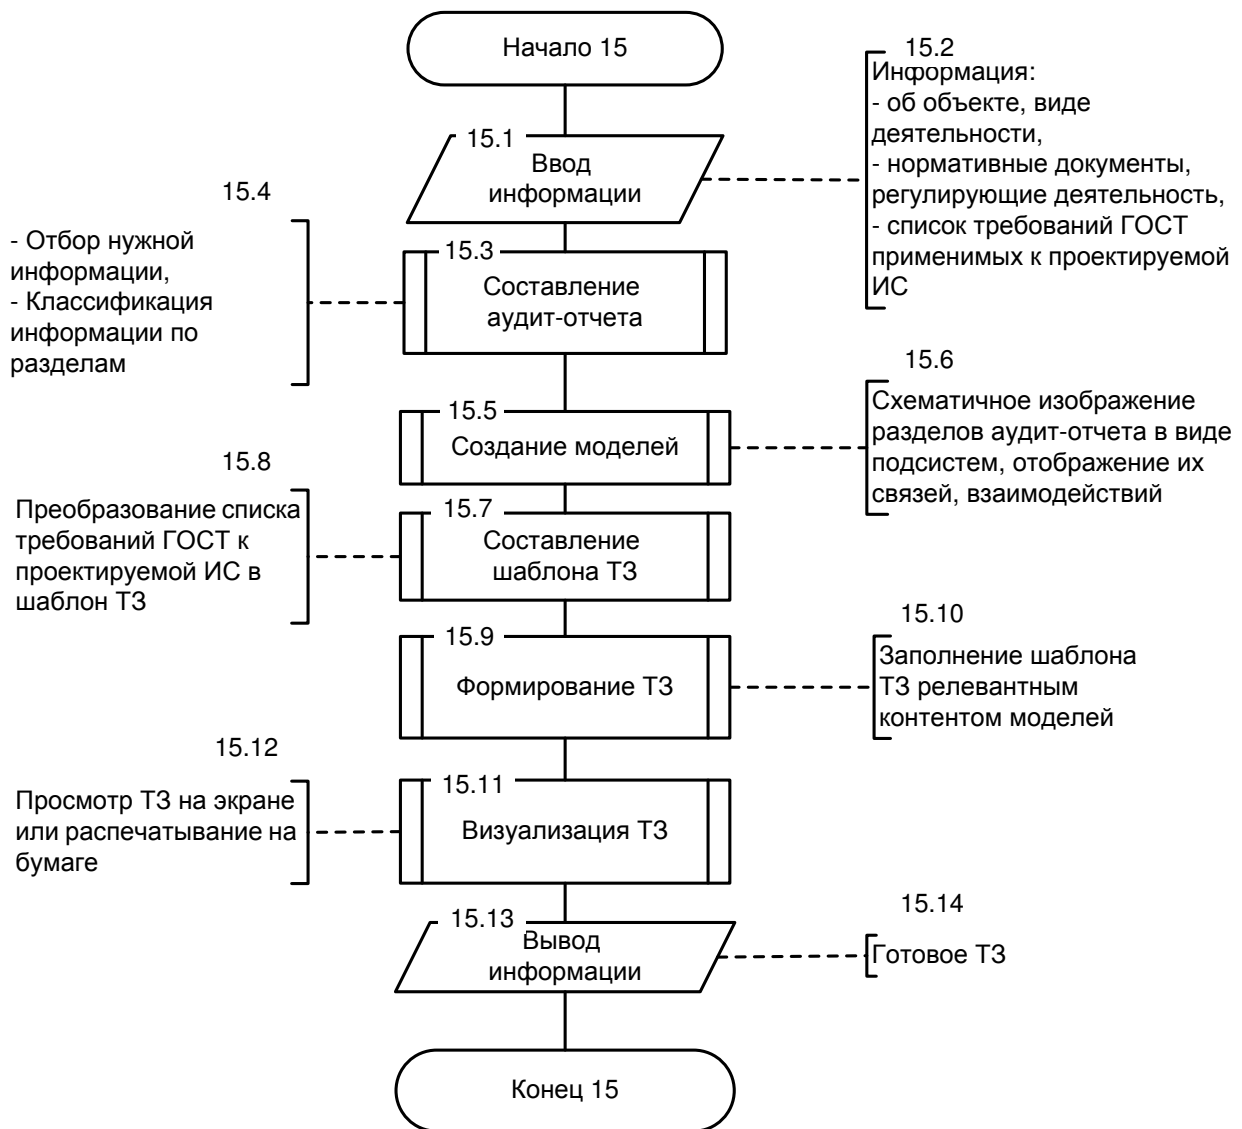 Начало 15
15.2
Информация:
- об объекте, виде
деятельности,
- нормативные документы,
регулирующие деятельность,
- список требований ГОСТ
применимых к проектируемой
ИС
15.1
Ввод
информации
15.4
- Отбор нужной
информации,
- Классификация
информации по
разделам
15.3
Составление
аудит-отчета
15.6
Схематичное изображение
разделов аудит-отчета в виде
подсистем, отображение их
связей, взаимодействий
15.5
Создание моделей
15.8
Преобразование списка
требований ГОСТ к
проектируемой ИС в
шаблон ТЗ
15.7
Составление
шаблона ТЗ
15.10
Заполнение шаблона
ТЗ релевантным
контентом моделей
15.9
Формирование ТЗ
15.12
Просмотр ТЗ на экране
или распечатывание на
бумаге
15.11
Визуализация ТЗ
15.14
Готовое ТЗ
15.13
Вывод
информации
Конец 15